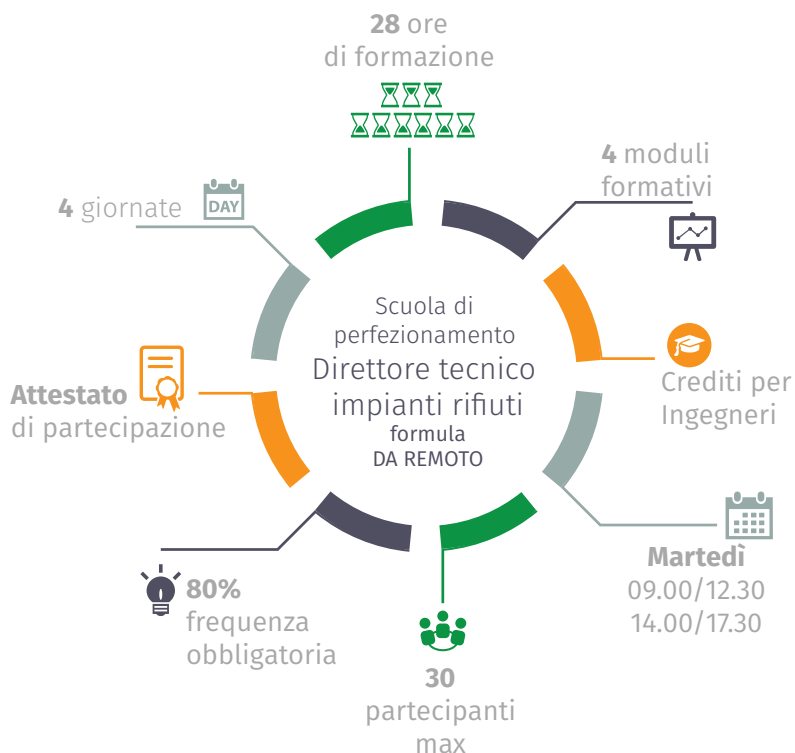 28 ore
di formazione
4 moduli
formativi
4 giornate
DAY
Scuola di
perfezionamento
Direttore tecnico
impianti rifiuti
formula
DA REMOTO
Crediti per
Ingegneri
Attestato
di partecipazione
Martedì
09.00/12.30
14.00/17.30
80%
frequenza
obbligatoria
30
partecipanti
max